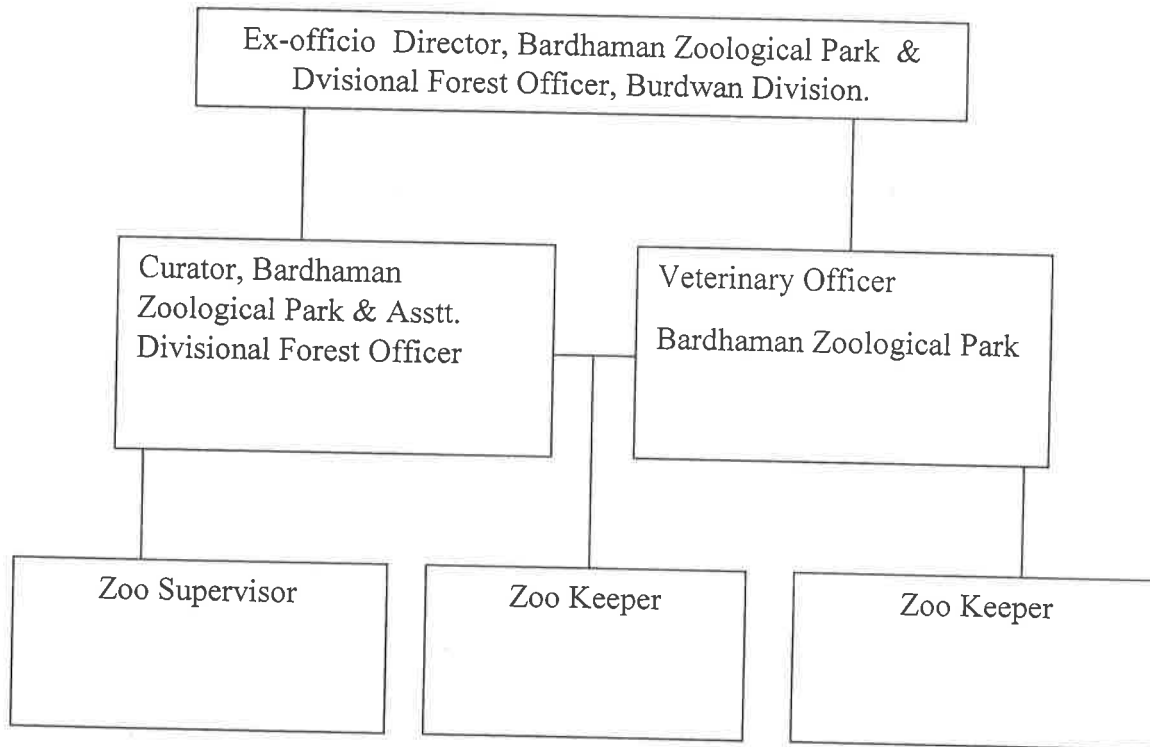 Ex-officio Director, Bardhaman Zoological Park &
Dvisional Forest Officer, Burdwan Division.
Curator, Bardhaman
Zoological Park & Asstt.
Divisional Forest Officer
Veterinary Officer
Bardhaman Zoological Park
Zoo Supervisor
Zoo Keeper
Zoo Keeper